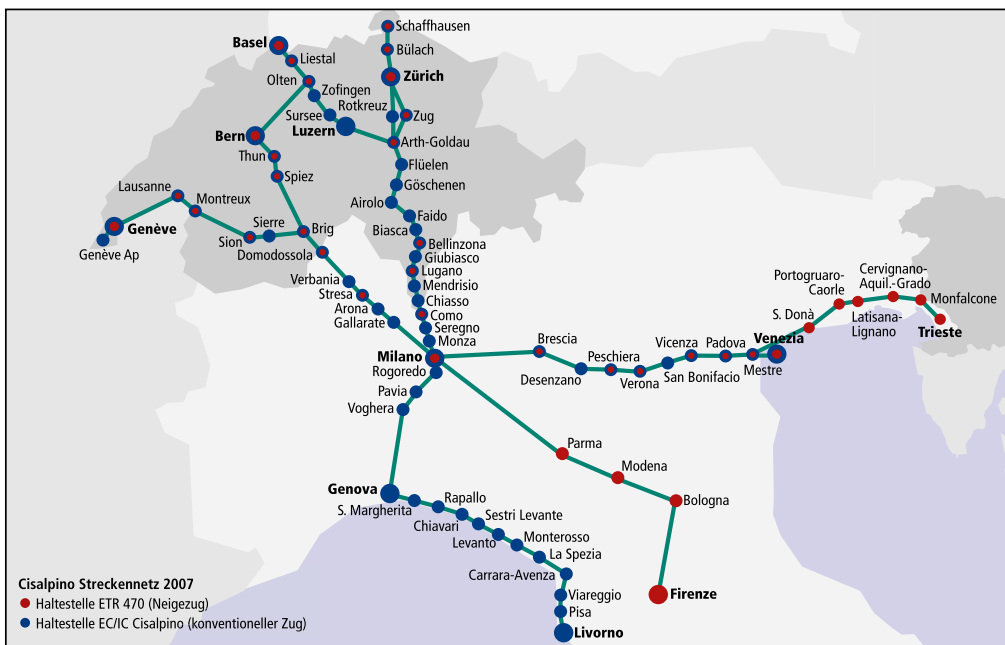 Schaffhausen
Basel
Bülach
Liestal
Zürich
Olten
Zofingen
Rotkreuz
Sursee
Zug
Luzern
Bern
Arth-Goldau
Thun
Flüelen
Spiez
Göschenen
Lausanne
Montreux
Airolo
Faido
Genève
Sierre
Brig
Biasca
Sion
Bellinzona
Genève Ap
Domodossola
Giubiasco
Lugano
Verbania
Mendrisio
Stresa
Chiasso
Arona
Como
Gallarate
Seregno
Monza
Milano
Rogoredo
Pavia
Voghera
Brescia
Desenzano
Peschiera
Verona
Vicenza
San Bonifacio
Padova
Mestre
Venezia
S. Donà
Portogruaro-
Caorle
Latisana-
Lignano
Cervignano-
Aquil.-Grado
Monfalcone
Trieste
Parma
Modena
Bologna
Firenze
Genova
S. Margherita
Rapallo
Chiavari
Sestri Levante
Levanto
Monterosso
La Spezia
Carrara-Avenza
Viareggio
Pisa
Livorno
Cisalpino Streckennetz 2007
Haltestelle ETR 470 (Neigezug)
Haltestelle EC/IC Cisalpino (konventioneller Zug)